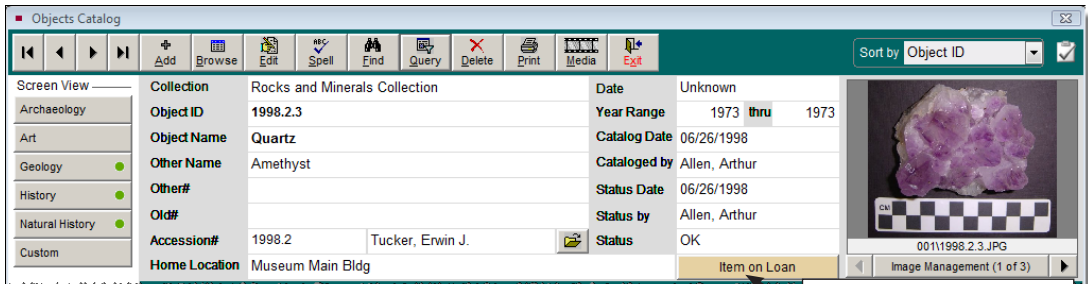 Objects Catalog
Add Browse Edit ABC Spell Find Query Delete Print Media Exit Sort by Object ID
Screen View
Archaeology
Art
Geology
History
Natural History
Custom
Collection Rocks and Minerals Collection
Object ID 1998.2.3
Object Name Quartz
Other Name Amethyst
Other#
Old#
Accession# 1998.2 Tucker, Erwin J.
Home Location Museum Main Bldg
Date Unknown
Year Range 1973 thru 1973
Catalog Date 06/26/1998
Cataloged by Allen, Arthur
Status Date 06/26/1998
Status by Allen, Arthur
Status OK
Item on Loan
CM
001\1998.2.3.JPG
Image Management (1 of 3)